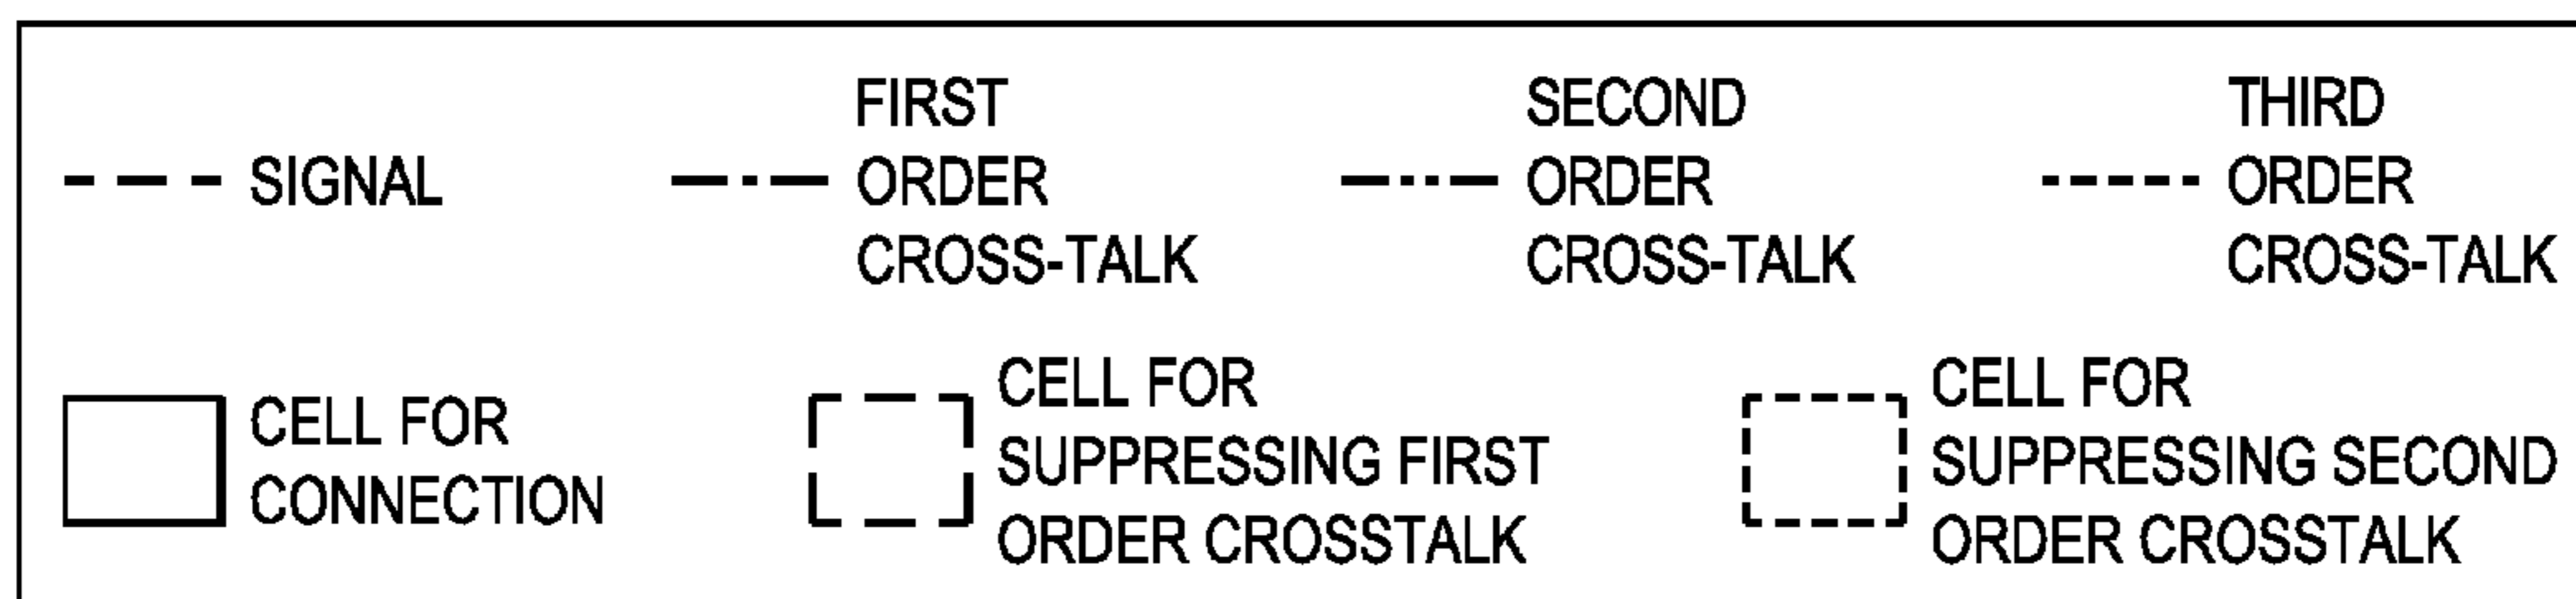 SIGNAL
FIRST
ORDER
CROSS-TALK
SECOND
ORDER
CROSS-TALK
THIRD
ORDER
CROSS-TALK
CELL FOR
CONNECTION
CELL FOR
SUPPRESSING FIRST
ORDER CROSSTALK
CELL FOR
SUPPRESSING SECOND
ORDER CROSSTALK